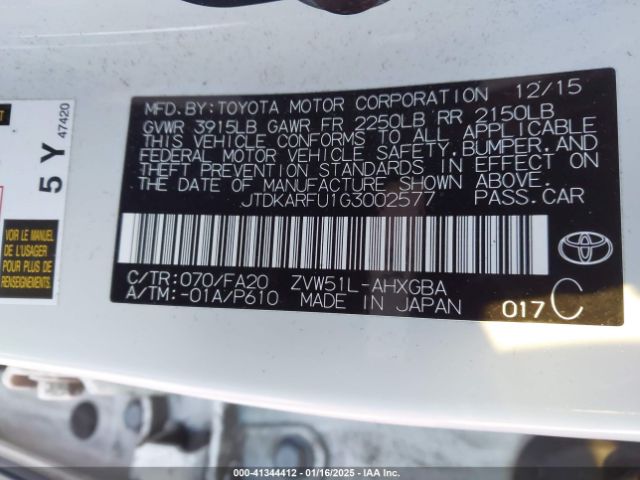 MFD.BY:TOYOTA MOTOR CORPORATION 12/15
GVWR 3915LB GAWR FR 2250LB RR 2150LB
THIS VEHICLE CONFORMS TO ALL APPLICABLE
FEDERAL MOTOR VEHICLE SAFETY,BUMPER,AND
THEFT PREVENTION STANDARDS IN EFFECT ON
THE DATE OF MANUFACTURE SHOWN ABOVE.
JTDKARFU1G3002577 PASS.CAR
C/TR:070/FA20 ZVW51L-AHXGBA
A/TM:-01A/P610 MADE IN JAPAN 017 C
TOYOTA
5 Y
47420
VOIR LE MANUEL
DE L'USAGER
POUR PLUS DE
RENSEIGNEMENTS
000-41344412 - 01/16/2025 - IAA Inc.